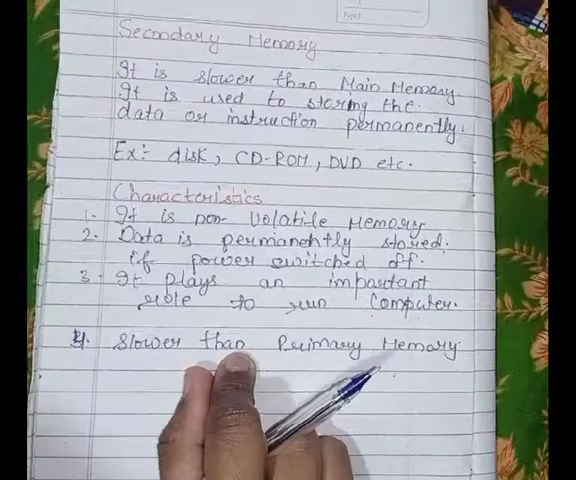 Page
Secondary Memory
It is slower than Main Memory.
It is used to storing the
data or instruction permanently.
Ex:- disk, CD-ROM, DVD etc.
Characteristics
1. It is non- Volatile Memory
2. Data is permanently stored.
if power switched off.
3. It plays an important
role to run Computer.
4. Slower than Primary Memory